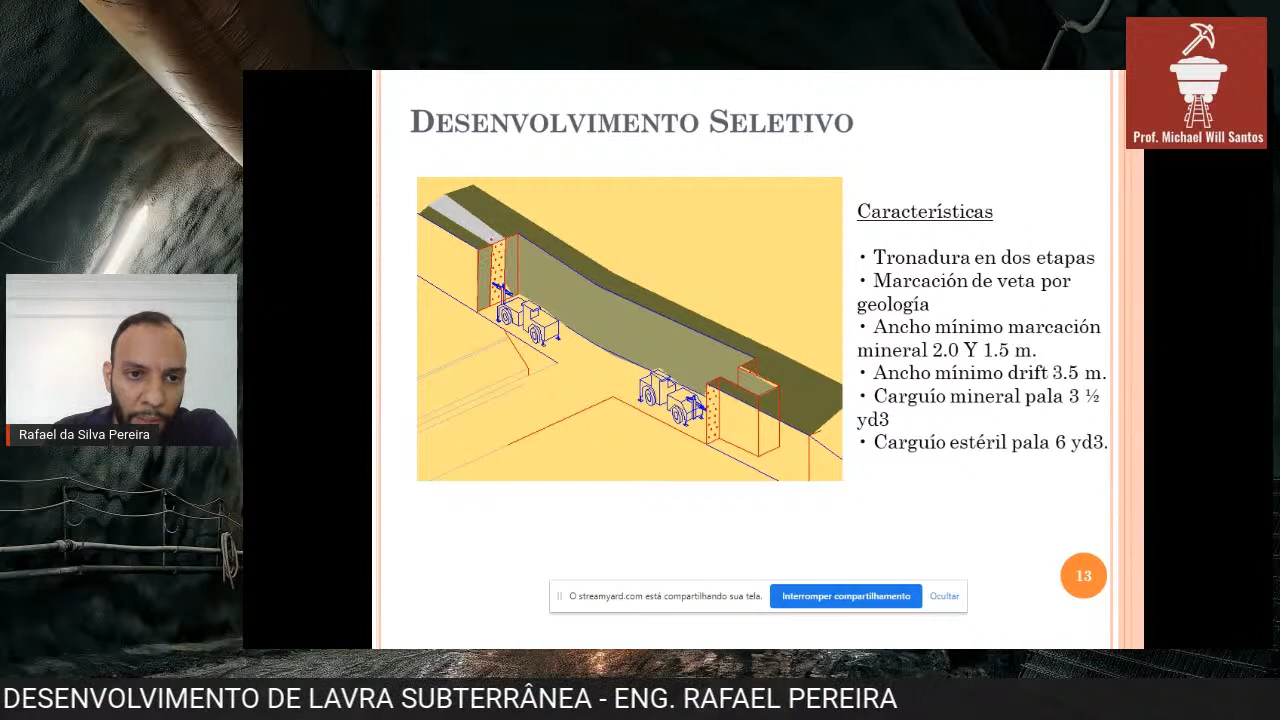 Prof. Michael Will Santos
DESENVOLVIMENTO SELETIVO
Características
• Tronadura en dos etapas
• Marcación de veta por
geología
• Ancho mínimo marcación
mineral 2.0 Y 1.5 m.
• Ancho mínimo drift 3.5 m.
• Carguío mineral pala 3 ½
yd3
• Carguío estéril pala 6 yd3.
Rafael da Silva Pereira
13
O streamyard.com está compartilhando sua tela.
Interromper compartilhamento
Ocultar
DESENVOLVIMENTO DE LAVRA SUBTERRÂNEA - ENG. RAFAEL PEREIRA